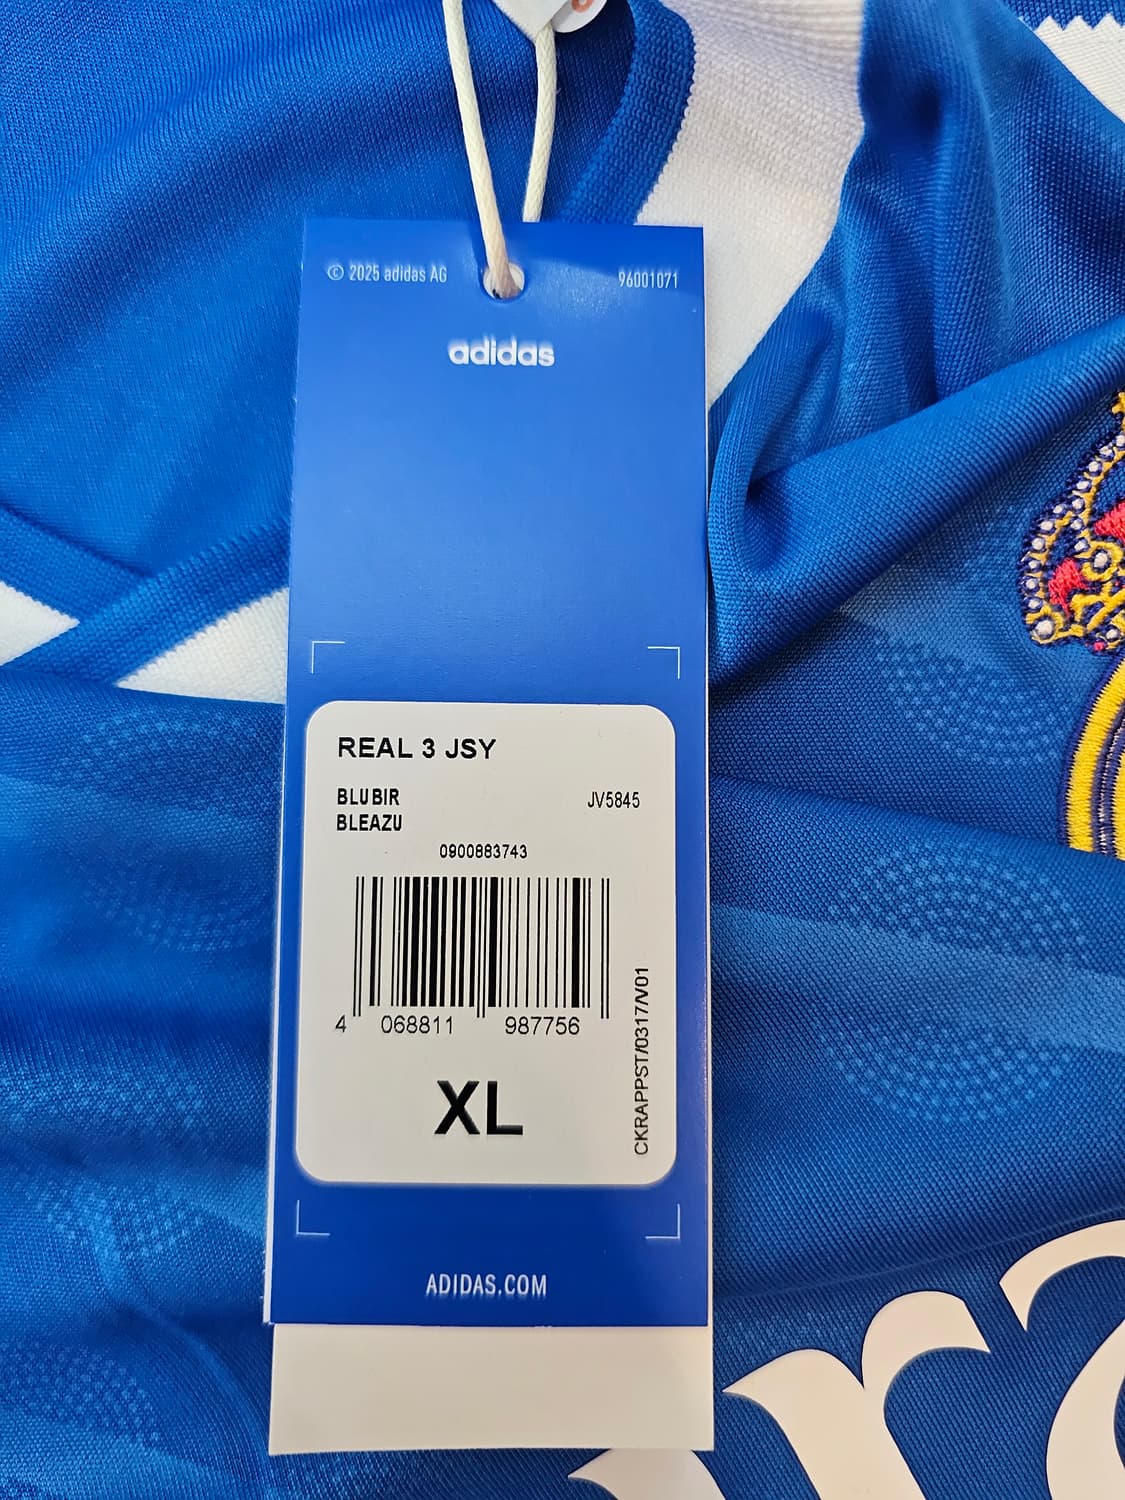 © 2025 adidas AG
96001071
adidas
REAL 3 JSY
BLUBIR
JV5845
BLEAZU
0900883743
4 068811 987756
XL
CKRAPPST/0317/V01
ADIDAS.COM